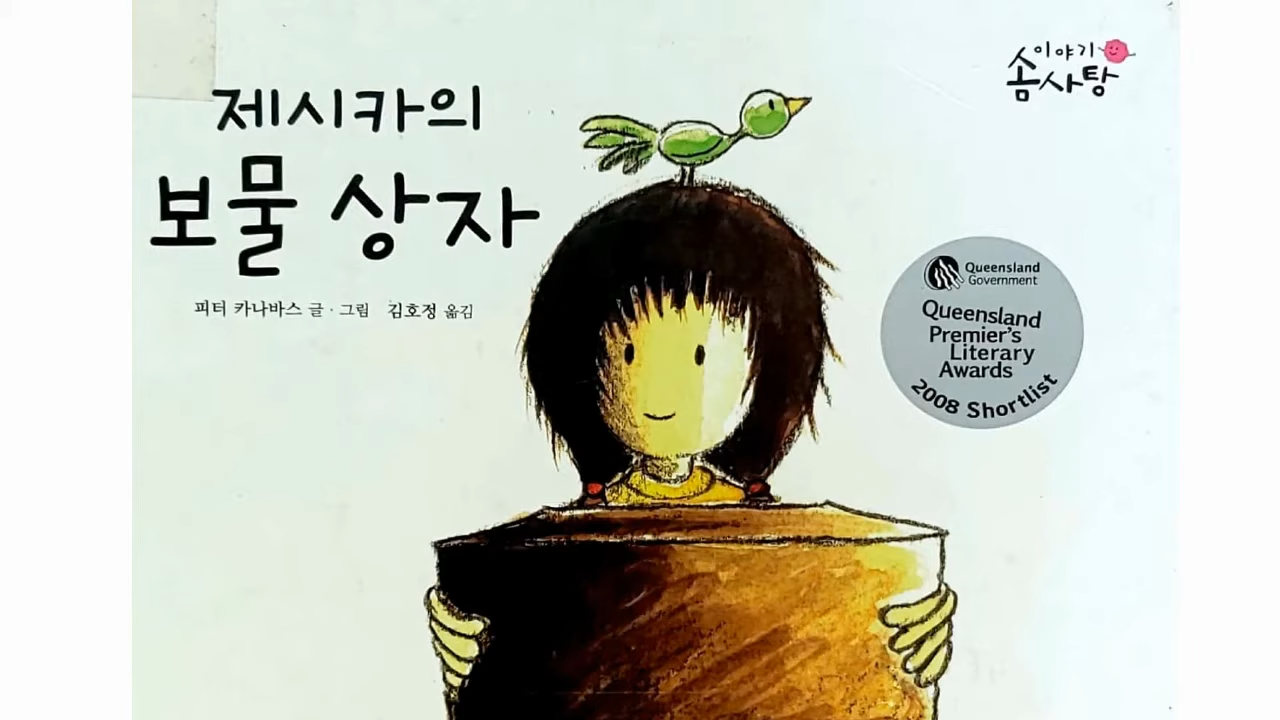 제시카의
보물 상자
피터 카나바스 글·그림 김호정 옮김
이야기
솜사탕
Queensland
Government
Queensland
Premier's
Literary
Awards
2008 Shortlist